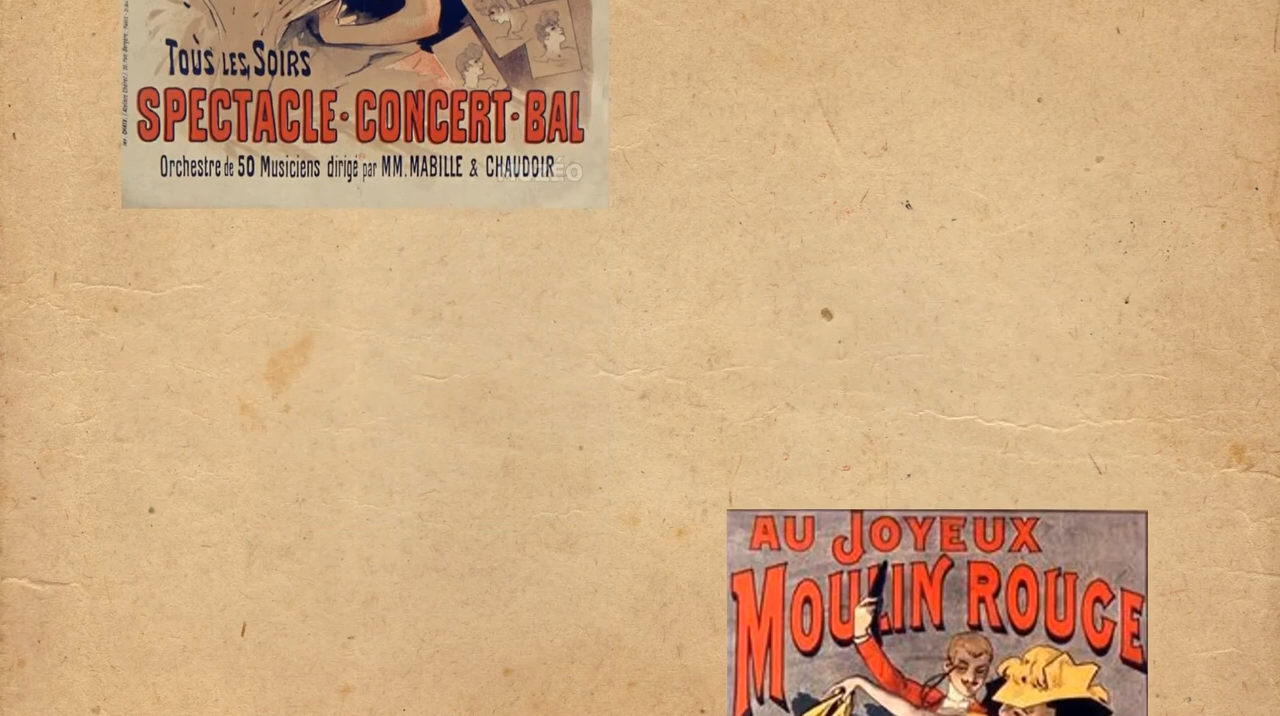 Tous les Soirs
SPECTACLE·CONCERT·BAL
Orchestre de 50 Musiciens dirigé par MM. MABILLE & CHAUDOIR
AU JOYEUX
MOULIN ROUGE